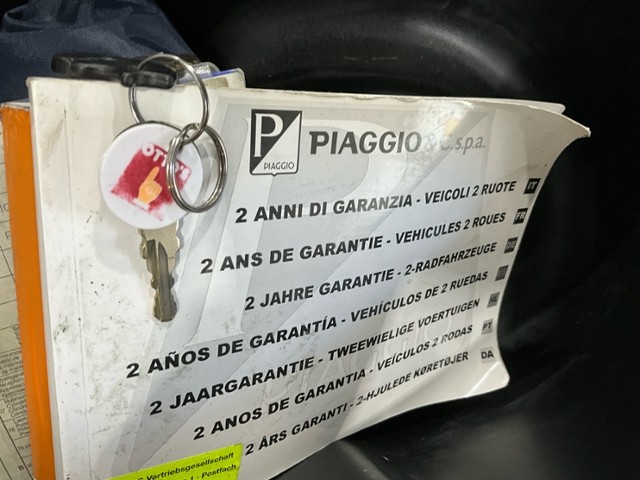 PIAGGIO
PIAGGIO & C. s.p.a.
2 ANNI DI GARANZIA - VEICOLI 2 RUOTE IT
2 ANS DE GARANTIE - VEHICULES 2 ROUES FR
2 JAHRE GARANTIE - 2-RADFAHRZEUGE DE
2 AÑOS DE GARANTÍA - VEHÍCULOS DE 2 RUEDAS
2 JAARGARANTIE - TWEEWIELIGE VOERTUIGEN NL
2 ANOS DE GARANTIA - VEÍCULOS 2 RODAS PT
2 ÅRS GARANTI - 2-HJULEDE KØRETØJER DA
Vertriebsgesellschaft
- Postfach